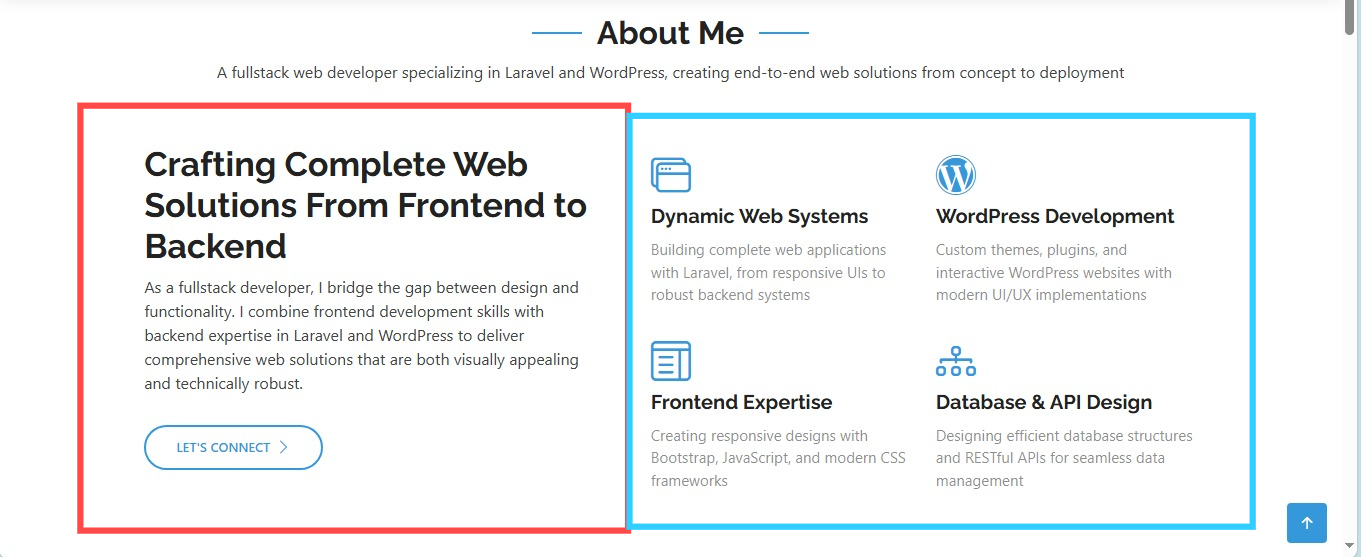 About Me
A fullstack web developer specializing in Laravel and WordPress, creating end-to-end web solutions from concept to deployment
Crafting Complete Web
Solutions From Frontend to
Backend
As a fullstack developer, I bridge the gap between design and
functionality. I combine frontend development skills with
backend expertise in Laravel and WordPress to deliver
comprehensive web solutions that are both visually appealing
and technically robust.
LET'S CONNECT
Dynamic Web Systems
Building complete web applications
with Laravel, from responsive UIs to
robust backend systems
WordPress Development
Custom themes, plugins, and
interactive WordPress websites with
modern UI/UX implementations
Frontend Expertise
Creating responsive designs with
Bootstrap, JavaScript, and modern CSS
frameworks
Database & API Design
Designing efficient database structures
and RESTful APIs for seamless data
management